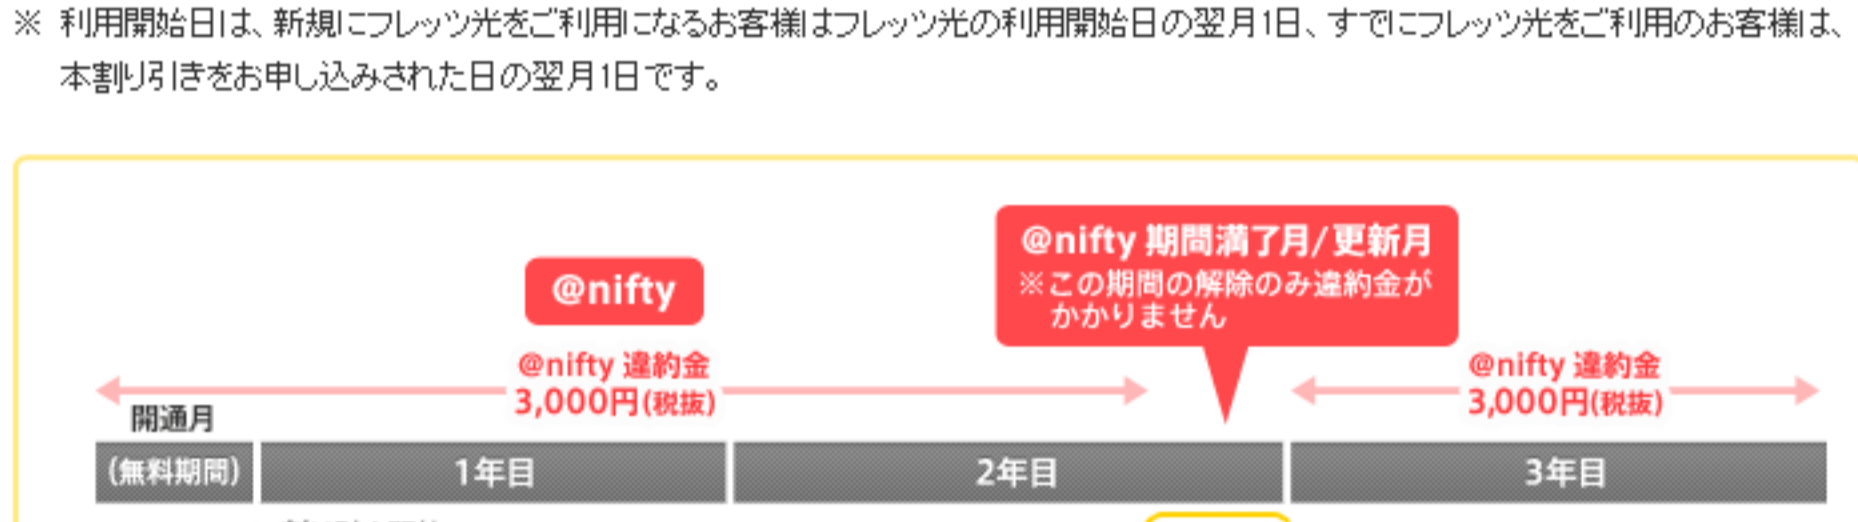 ※ 利用開始日は、新規にフレッツ光をご利用になるお客様はフレッツ光の利用開始日の翌月1日、すでにフレッツ光をご利用のお客様は、
本割り引きをお申し込みされた日の翌月1日です。
@nifty 期間満了月/更新月
※この期間の解除のみ違約金が
かかりません
@nifty
@nifty 違約金
3,000円(税抜)
@nifty 違約金
3,000円(税抜)
開通月
(無料期間)
1年目
2年目
3年目